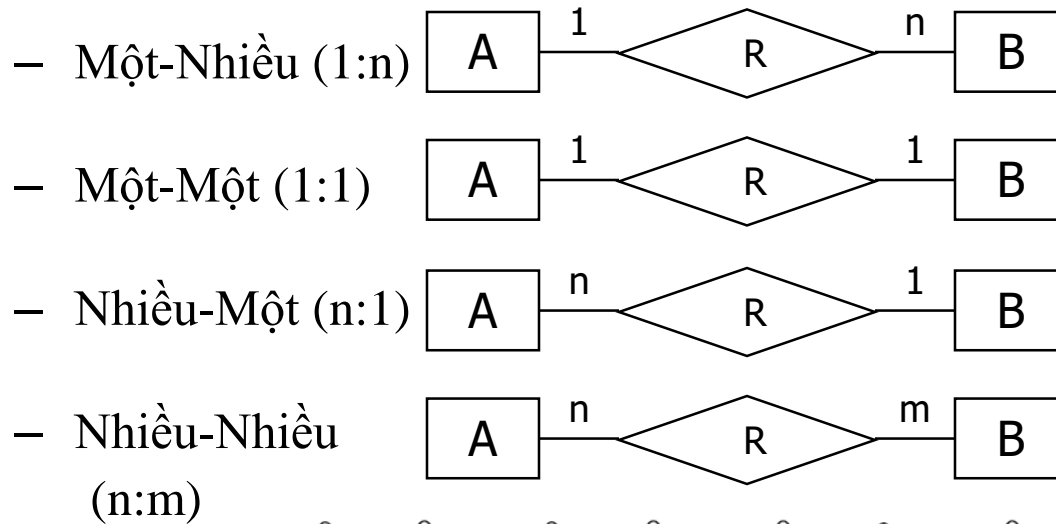 – Một-Nhiều (1:n) A 1 R n B
– Một-Một (1:1) A 1 R 1 B
– Nhiều-Một (n:1) A n R 1 B
– Nhiều-Nhiều A n R m B
(n:m)